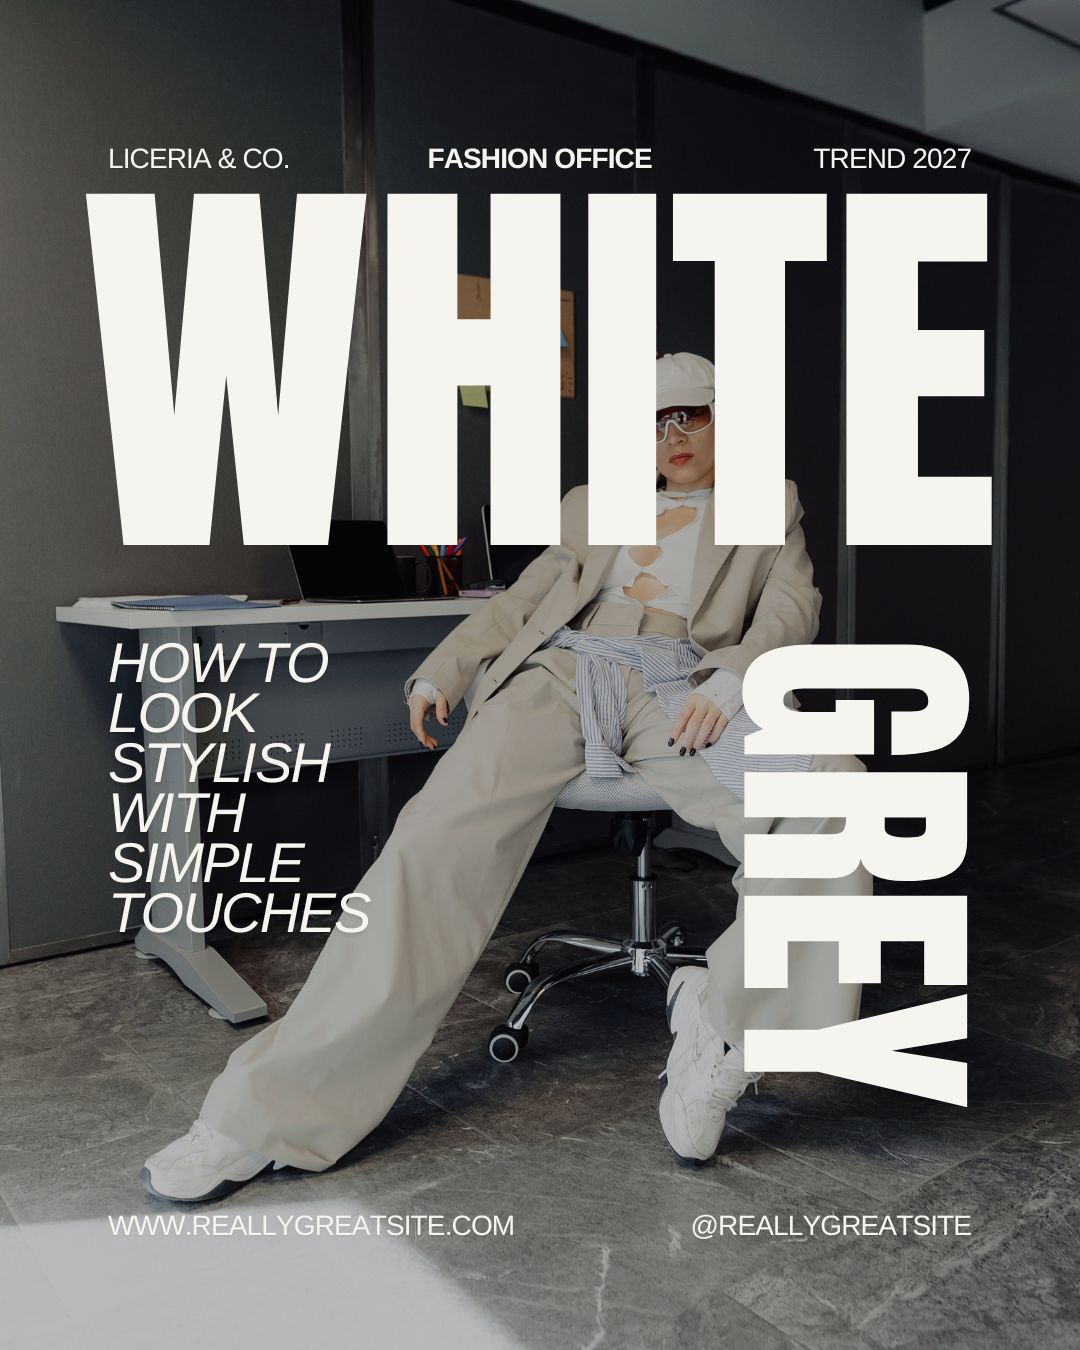 LICERIA & CO.
FASHION OFFICE
TREND 2027
WHITE
GREY
HOW TO
LOOK
STYLISH
WITH
SIMPLE
TOUCHES
WWW.REALLYGREATSITE.COM
@REALLYGREATSITE